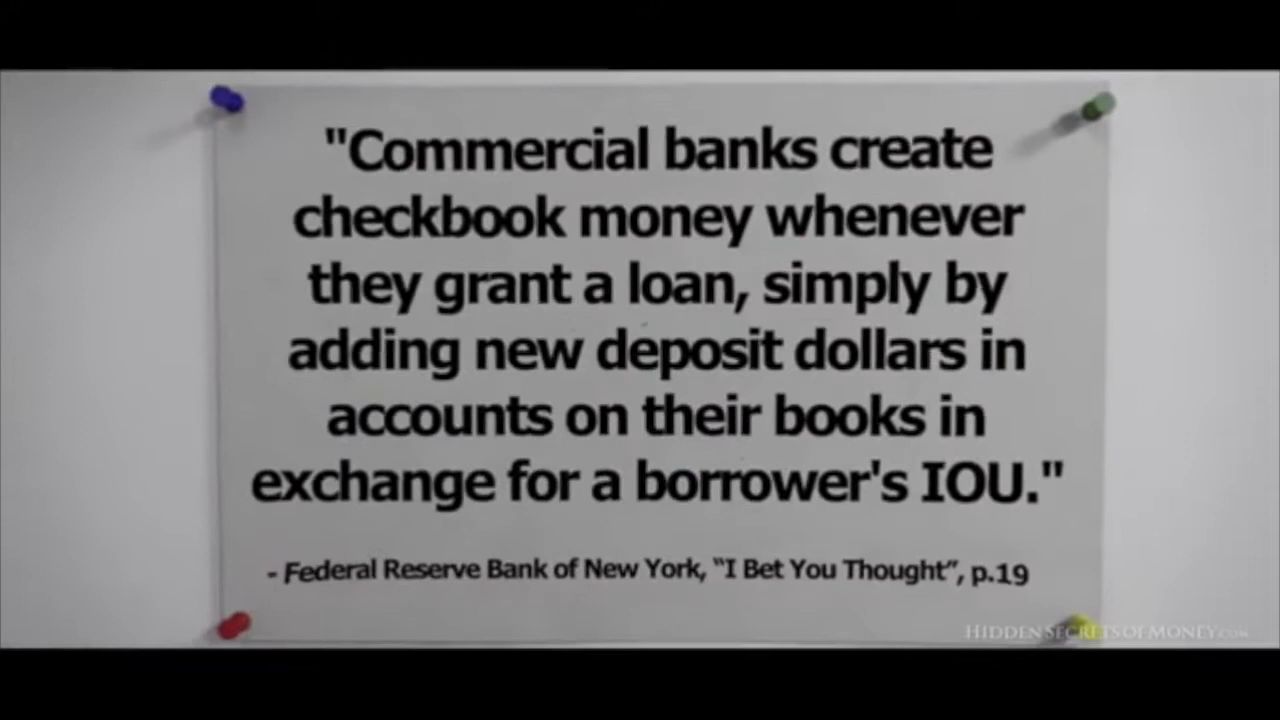 "Commercial banks create
checkbook money whenever
they grant a loan, simply by
adding new deposit dollars in
accounts on their books in
exchange for a borrower's IOU."
- Federal Reserve Bank of New York, “I Bet You Thought”, p.19
HIDDEN SECRETS OF MONEY.COM